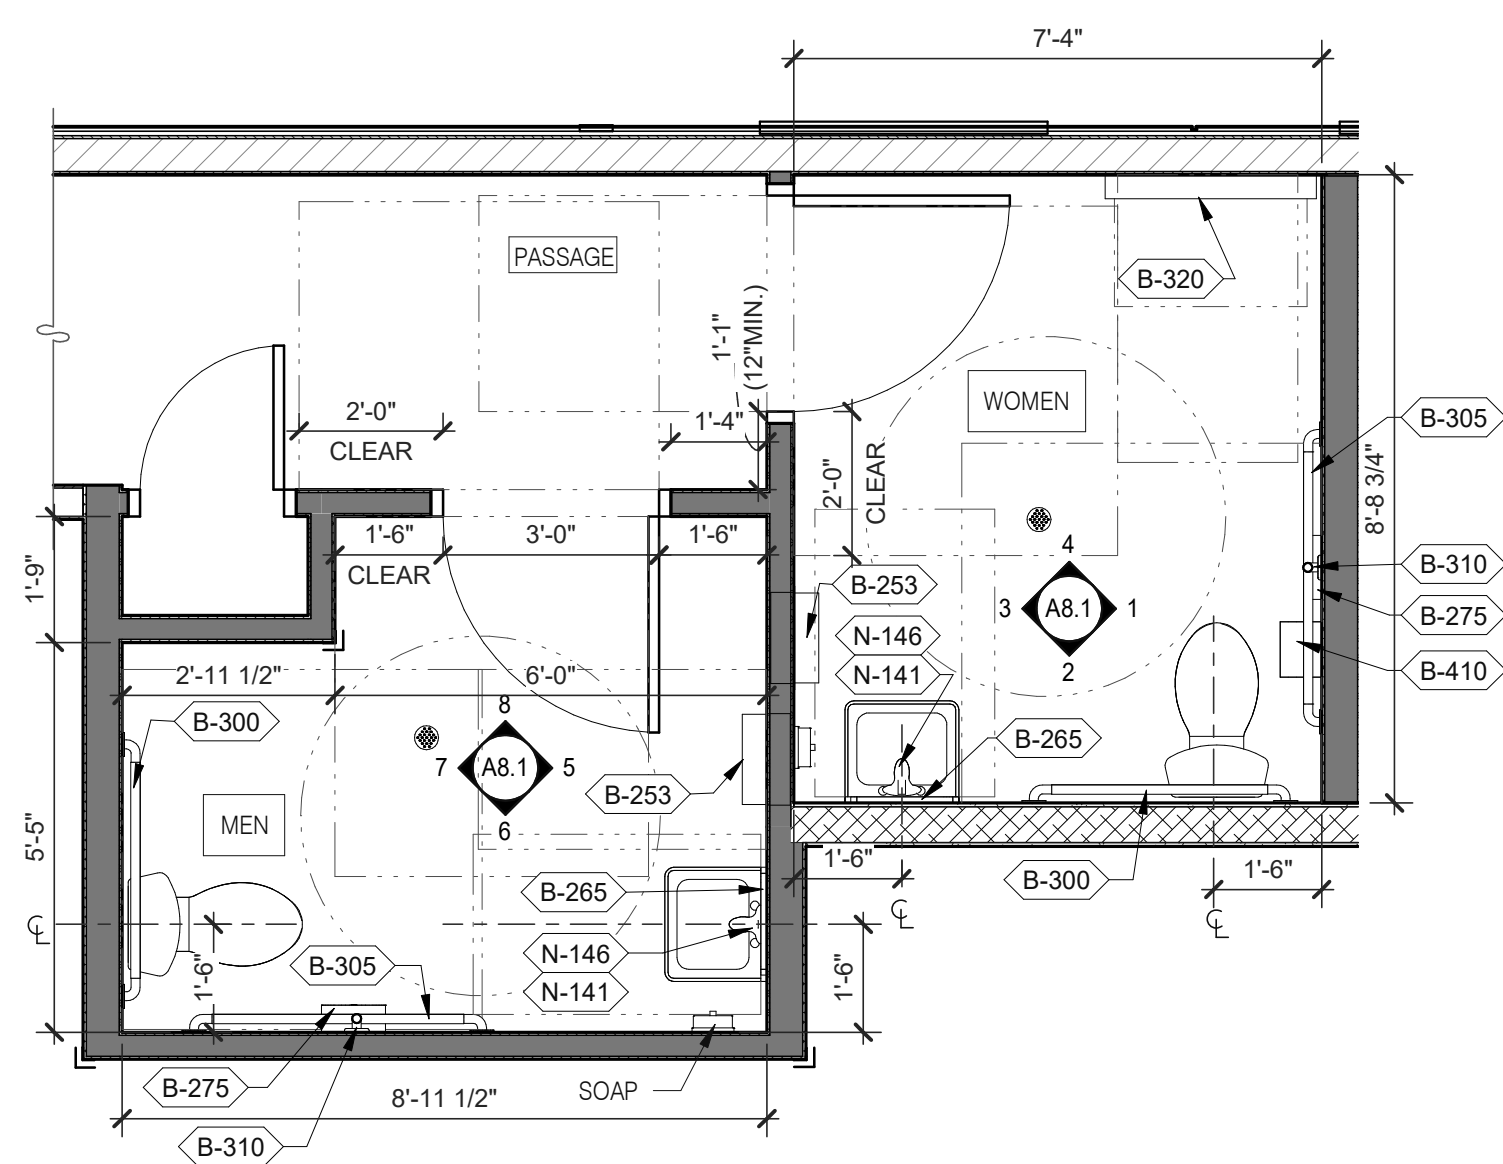 7'-4"
PASSAGE
B-320
1'-1"
(12"MIN.)
2'-0"
CLEAR
1'-4"
WOMEN
B-305
2'-0"
CLEAR
8'-8 3/4"
1'-6"
CLEAR
3'-0"
1'-6"
1'-9"
B-253
4
3
A8.1
1
2
B-310
B-275
B-410
N-146
N-141
2'-11 1/2"
6'-0"
B-300
8
7
A8.1
5
6
B-265
B-253
MEN
5'-5"
1'-6"
B-300
1'-6"
B-265
CL
CL
CL
N-146
N-141
B-305
1'-6"
1'-6"
B-275
SOAP
8'-11 1/2"
B-310